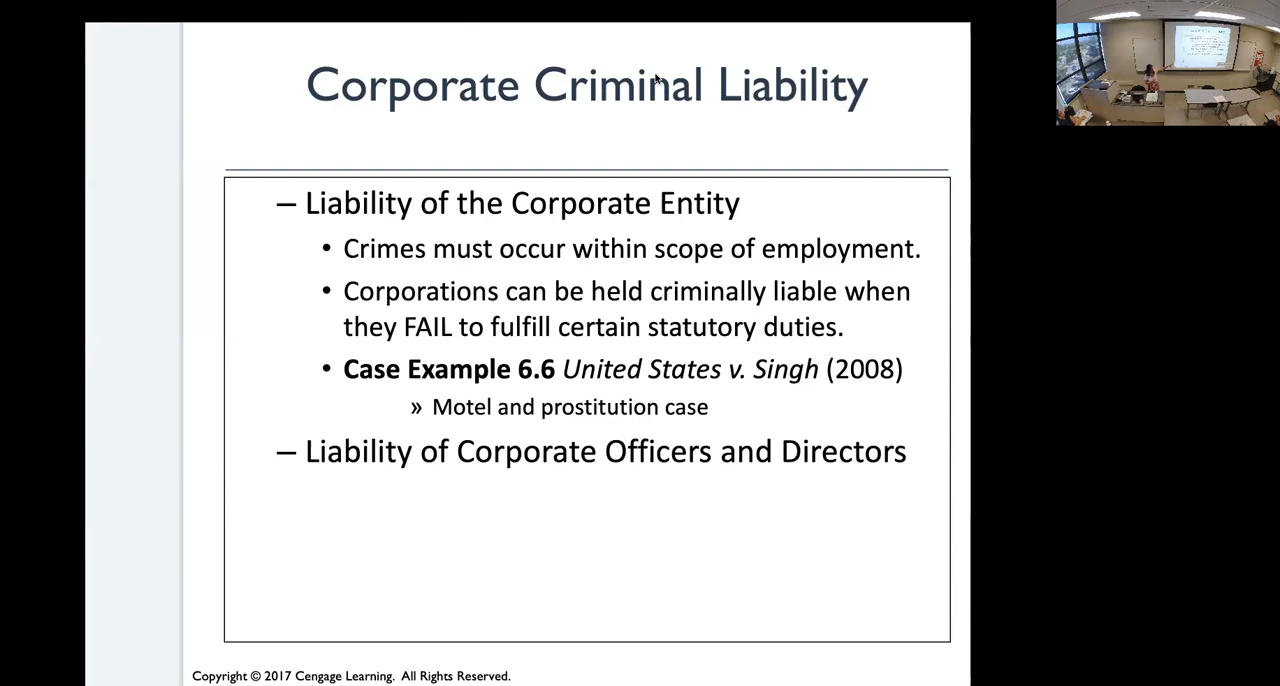 Corporate Criminal Liability
– Liability of the Corporate Entity
• Crimes must occur within scope of employment.
• Corporations can be held criminally liable when
they FAIL to fulfill certain statutory duties.
• Case Example 6.6 United States v. Singh (2008)
» Motel and prostitution case
– Liability of Corporate Officers and Directors
Copyright © 2017 Cengage Learning. All Rights Reserved.